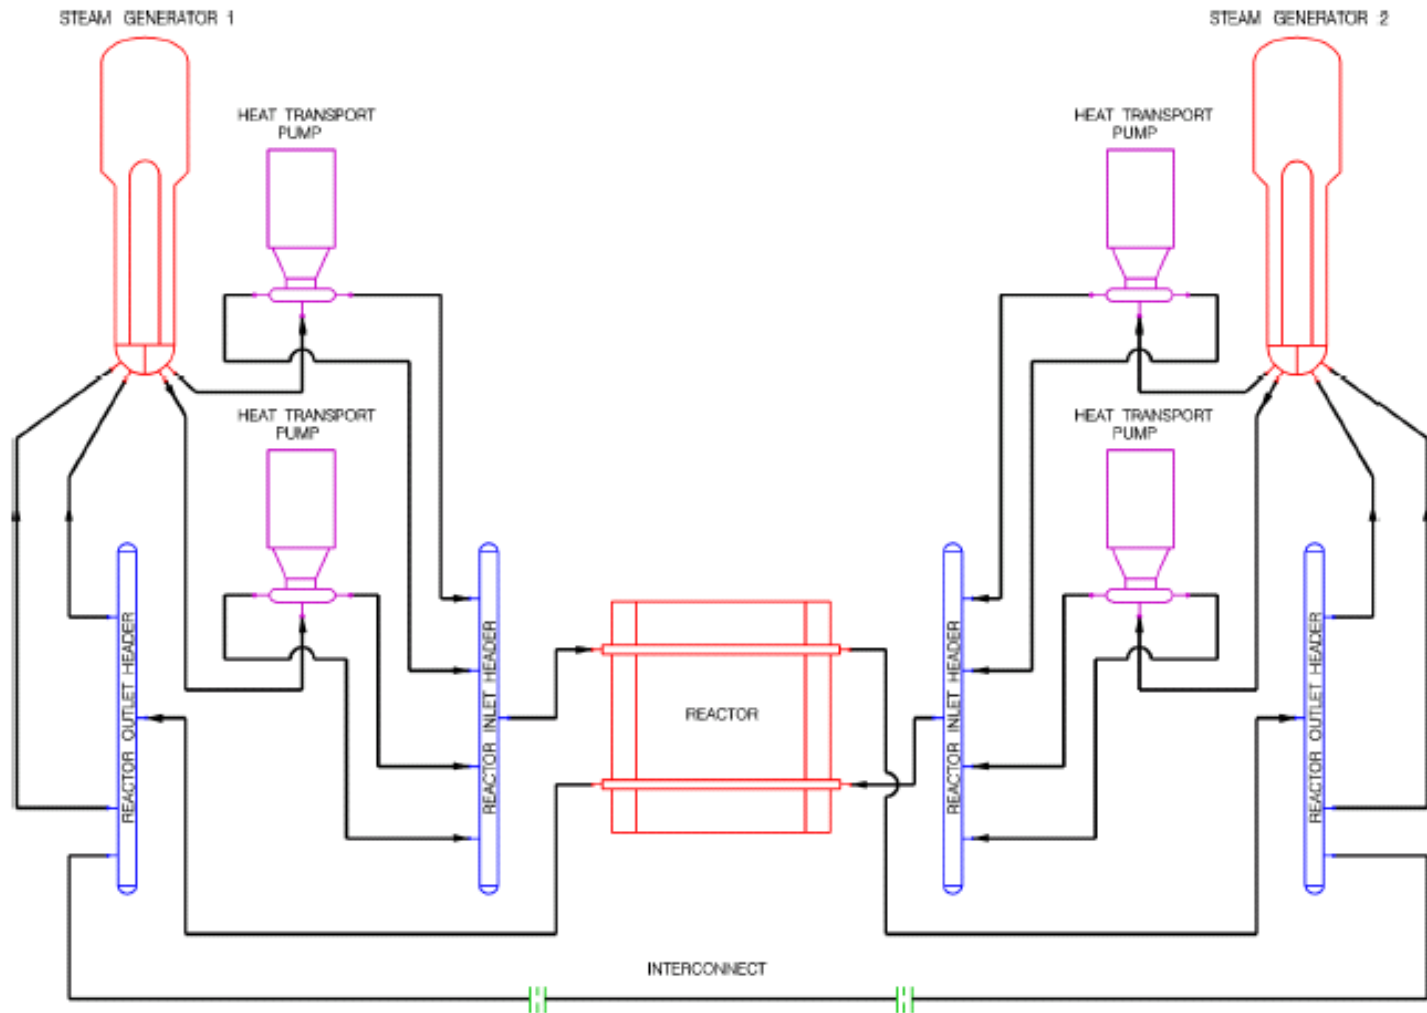 STEAM GENERATOR 1
STEAM GENERATOR 2
HEAT TRANSPORT
PUMP
HEAT TRANSPORT
PUMP
HEAT TRANSPORT
PUMP
HEAT TRANSPORT
PUMP
REACTOR OUTLET HEADER
REACTOR INLET HEADER
REACTOR
REACTOR INLET HEADER
REACTOR OUTLET HEADER
INTERCONNECT